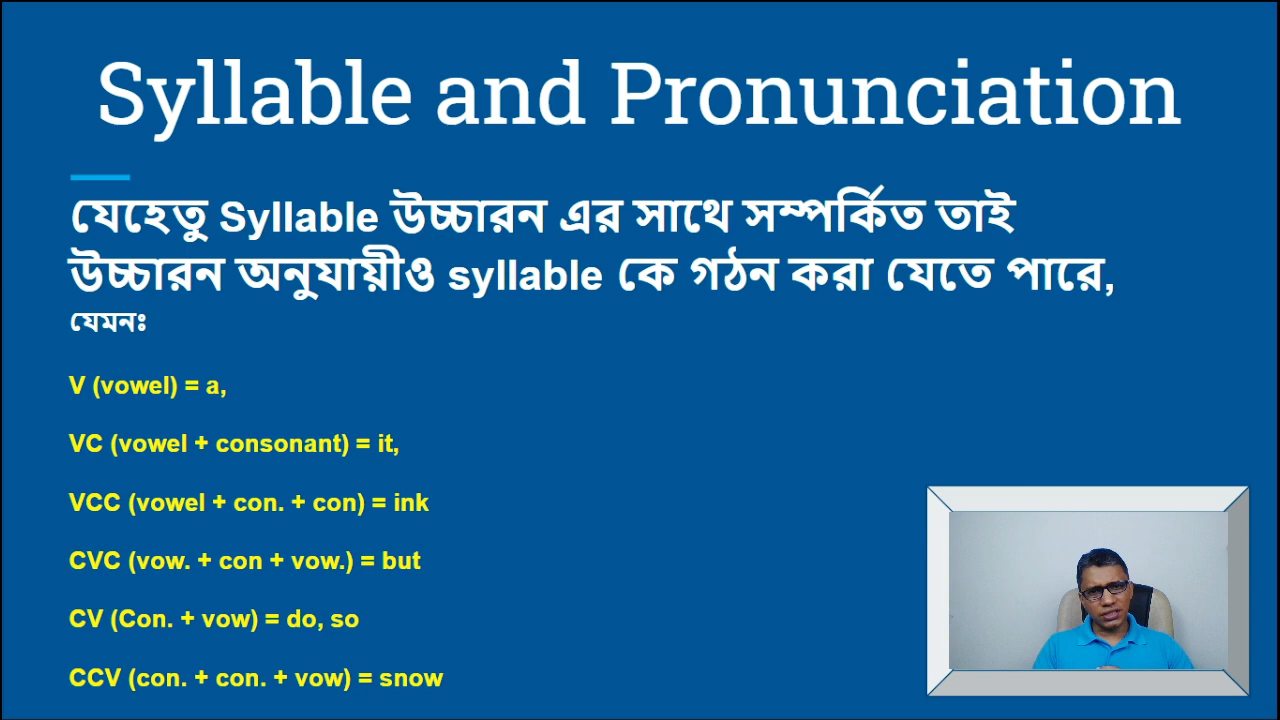 Syllable and Pronunciation
যেহেতু Syllable উচ্চারন এর সাথে সম্পর্কিত তাই
উচ্চারন অনুযায়ীও syllable কে গঠন করা যেতে পারে,
যেমনঃ
V (vowel) = a,
VC (vowel + consonant) = it,
VCC (vowel + con. + con) = ink
CVC (vow. + con + vow.) = but
CV (Con. + vow) = do, so
CCV (con. + con. + vow) = snow